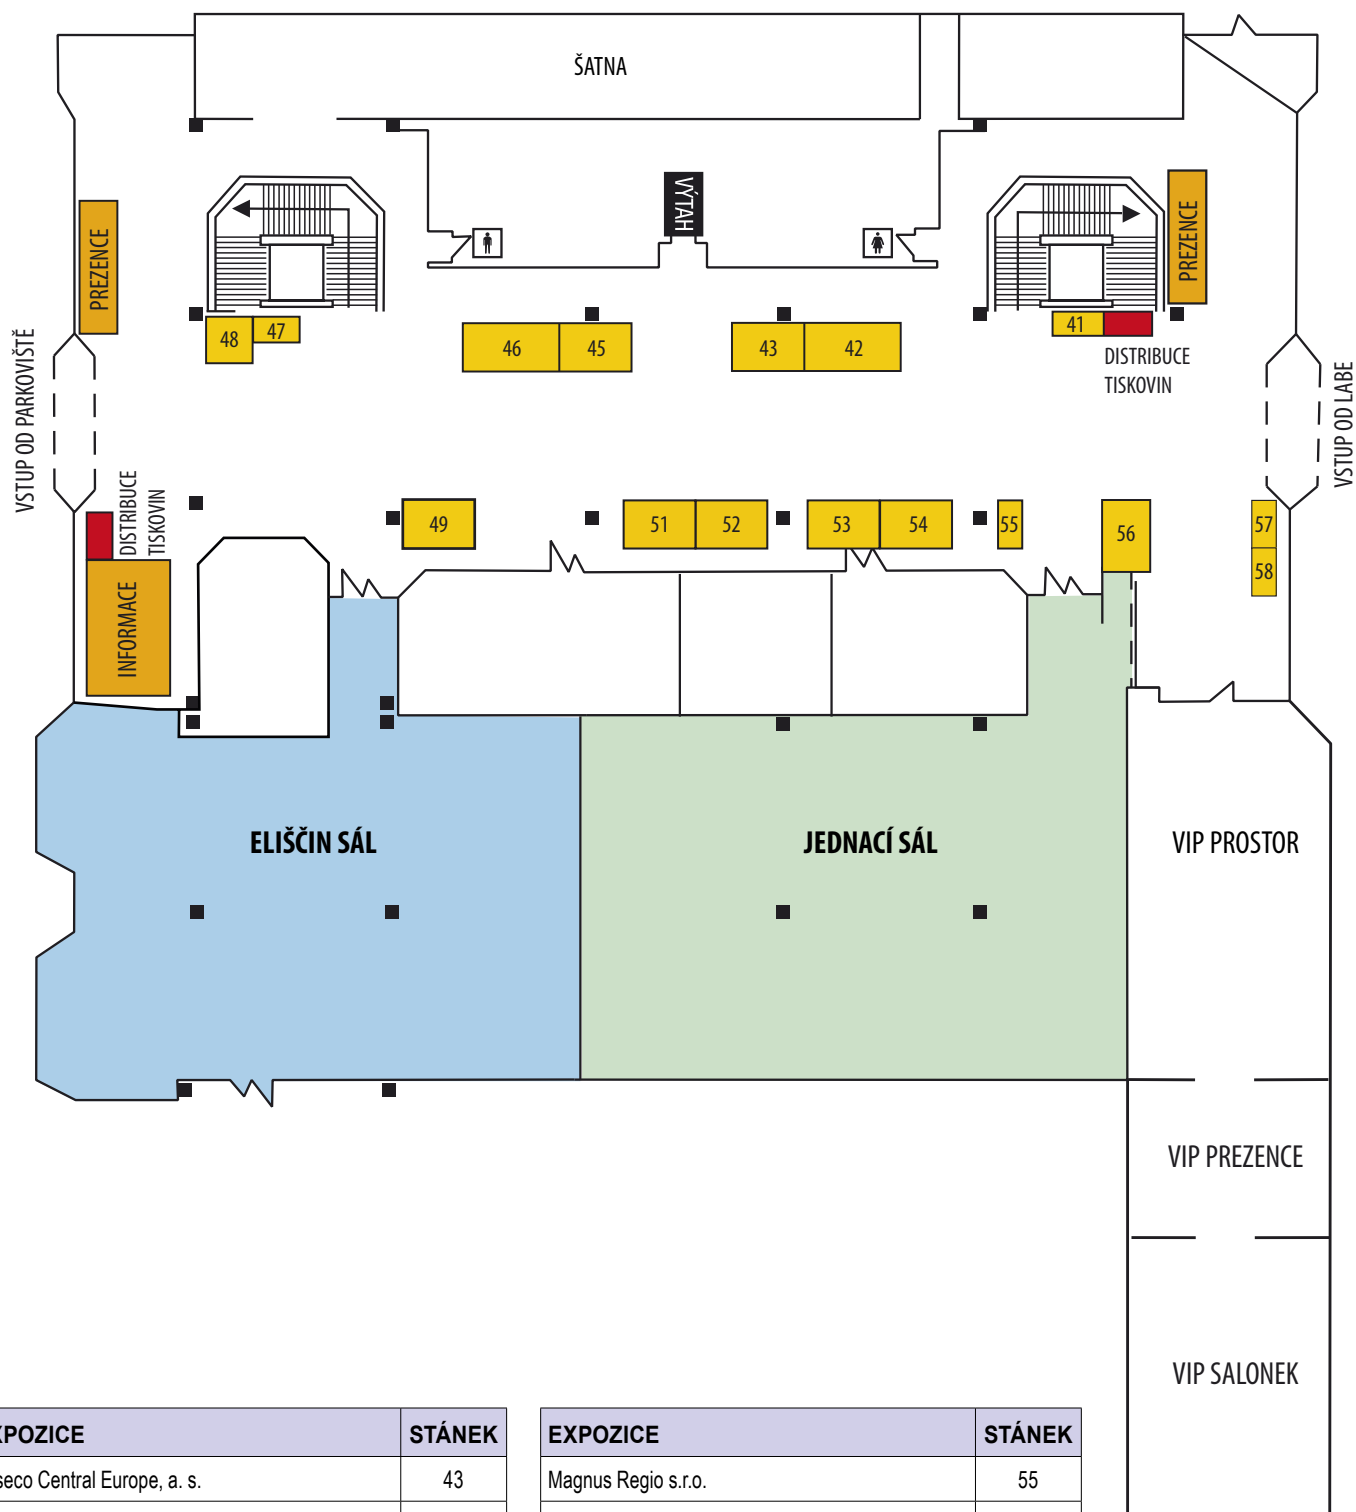 ŠATNA
VÝTAH
PREZENCE
PREZENCE
48
47
46
45
43
42
41
DISTRIBUCE
TISKOVIN
VSTUP OD PARKOVIŠTĚ
VSTUP OD LABE
DISTRIBUCE
TISKOVIN
49
51
52
53
54
55
56
57
58
INFORMACE
ELIŠČIN SÁL
JEDNACÍ SÁL
VIP PROSTOR
VIP PREZENCE
VIP SALONEK
XPOZICE STÁNEK
seco Central Europe, a. s. 43
EXPOZICE STÁNEK
Magnus Regio s.r.o. 55